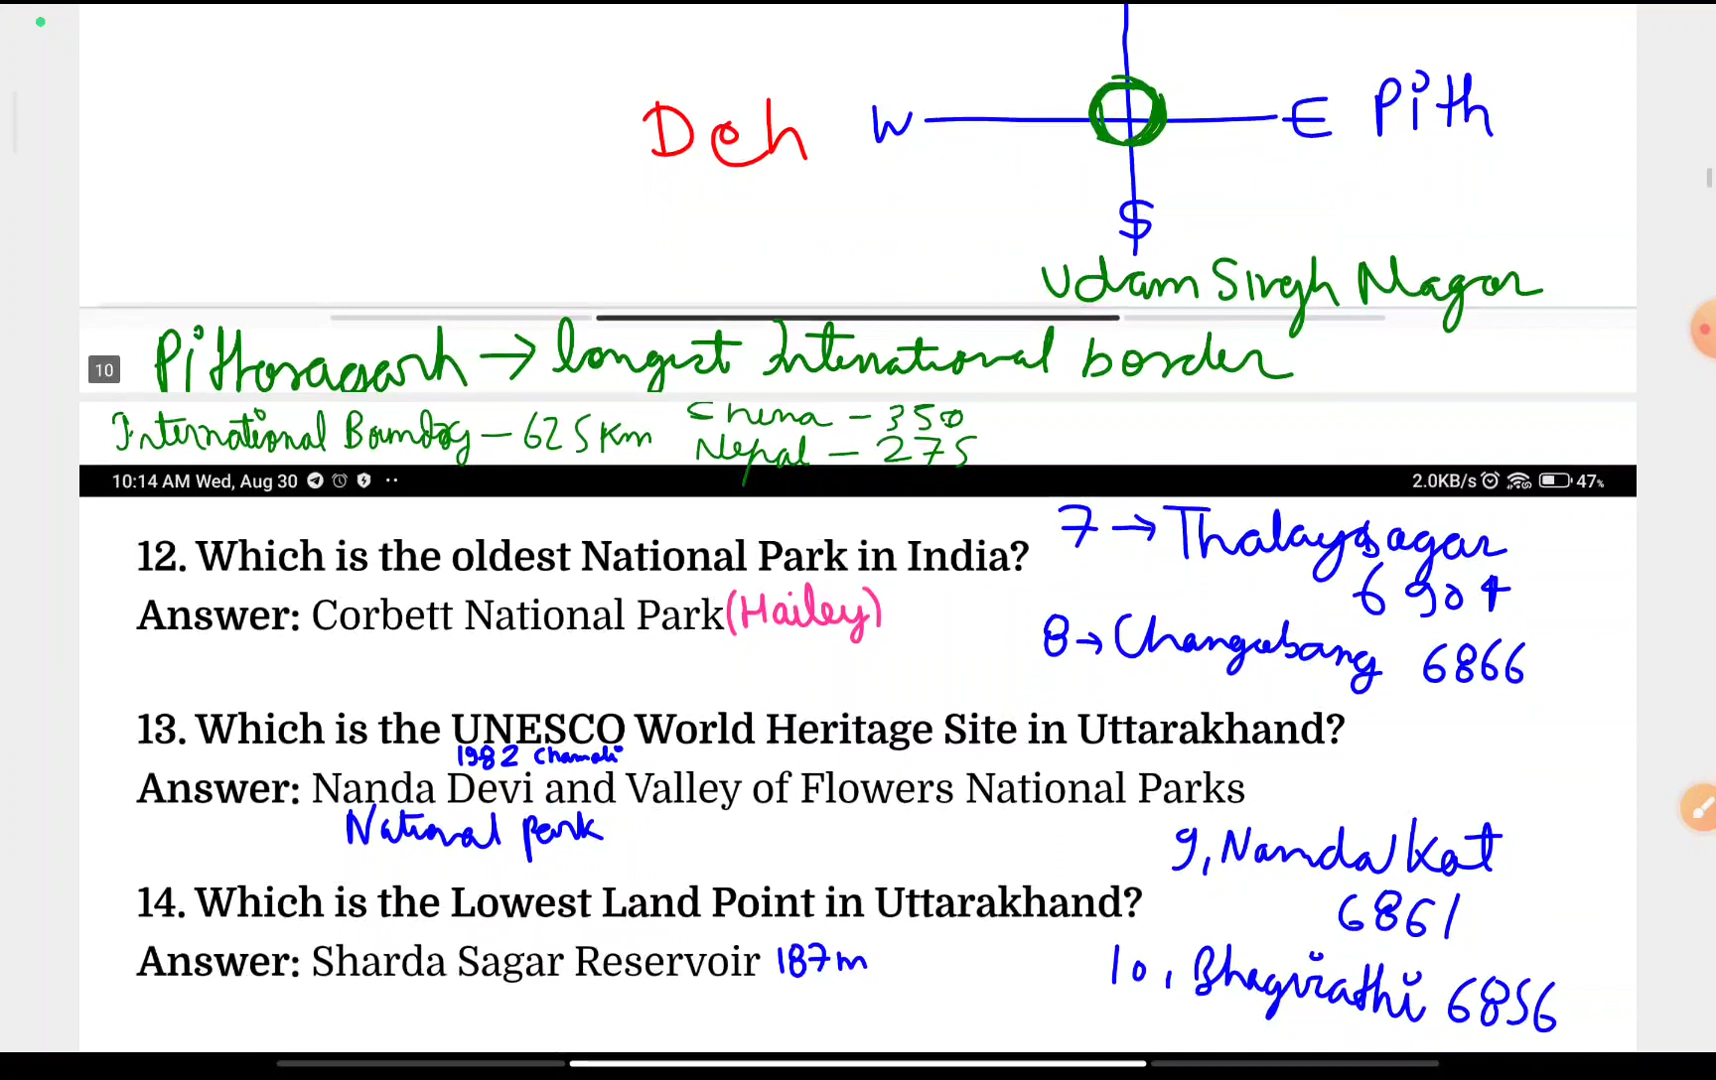 Deh W E Pith
S
Udam Singh Nagar
10 Pithoragarh → longest International border
International Boundary – 625 Km China – 350
Nepal – 275
10:14 AM Wed, Aug 30 2.0KB/s 47%
7 → Thalaysagar
12. Which is the oldest National Park in India?
6904
Answer: Corbett National Park (Hailey)
8 → Changabang 6866
13. Which is the UNESCO World Heritage Site in Uttarakhand?
1982 Chamoli
Answer: Nanda Devi and Valley of Flowers National Parks
National park
9, Nanda Kot
6861
14. Which is the Lowest Land Point in Uttarakhand?
Answer: Sharda Sagar Reservoir 187m
10, Bhagirathi 6856